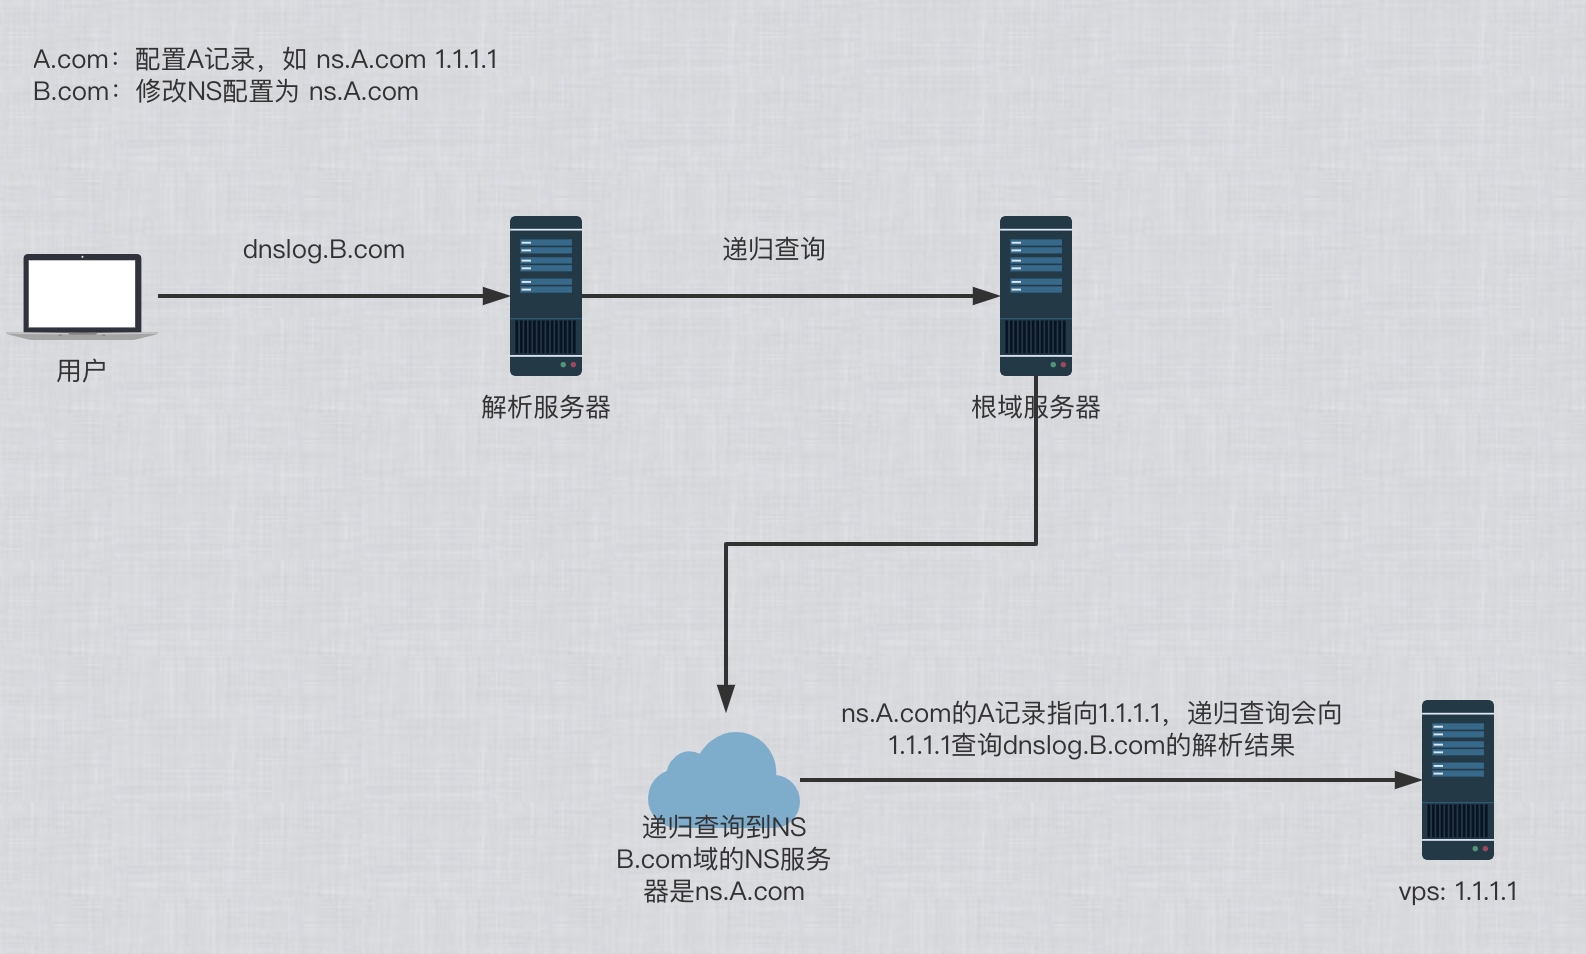 A.com：配置A记录，如 ns.A.com 1.1.1.1
B.com：修改NS配置为 ns.A.com
dnslog.B.com
递归查询
用户
解析服务器
根域服务器
ns.A.com的A记录指向1.1.1.1，递归查询会向
1.1.1.1查询dnslog.B.com的解析结果
递归查询到NS
B.com域的NS服务
器是ns.A.com
vps: 1.1.1.1